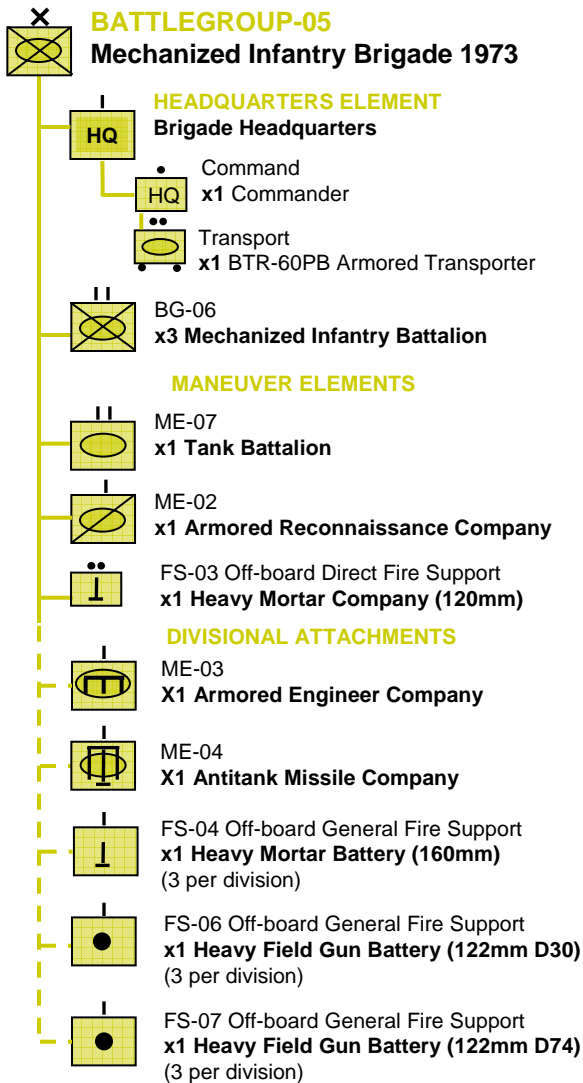 BATTLEGROUP-05
Mechanized Infantry Brigade 1973
HEADQUARTERS ELEMENT
HQ
Brigade Headquarters
Command
HQ
x1 Commander
Transport
x1 BTR-60PB Armored Transporter
BG-06
x3 Mechanized Infantry Battalion
MANEUVER ELEMENTS
ME-07
x1 Tank Battalion
ME-02
x1 Armored Reconnaissance Company
FS-03 Off-board Direct Fire Support
x1 Heavy Mortar Company (120mm)
DIVISIONAL ATTACHMENTS
ME-03
X1 Armored Engineer Company
ME-04
X1 Antitank Missile Company
FS-04 Off-board General Fire Support
x1 Heavy Mortar Battery (160mm)
(3 per division)
FS-06 Off-board General Fire Support
x1 Heavy Field Gun Battery (122mm D30)
(3 per division)
FS-07 Off-board General Fire Support
x1 Heavy Field Gun Battery (122mm D74)
(3 per division)